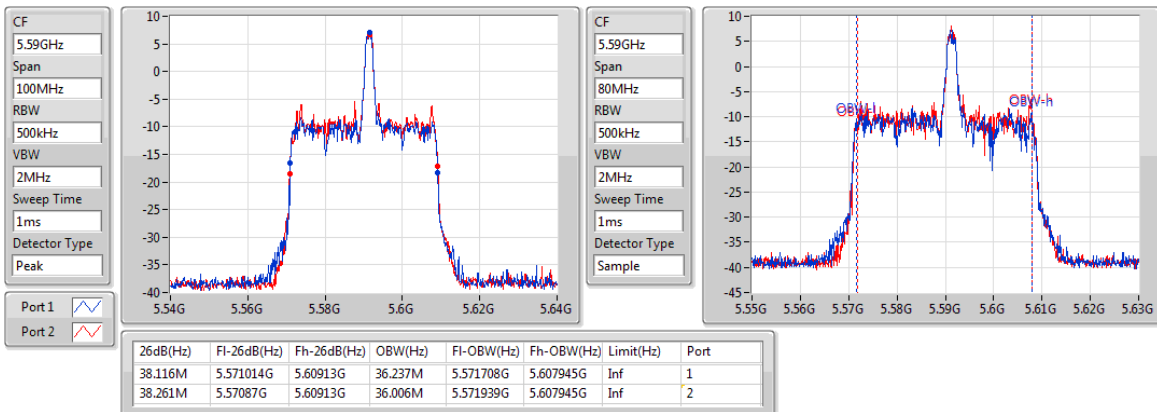 CF
5.59GHz
Span
100MHz
RBW
500kHz
VBW
2MHz
Sweep Time
1ms
Detector Type
Peak
Port 1
Port 2
10
5
0
-5
-10
-15
-20
-25
-30
-35
-40
5.54G 5.56G 5.58G 5.6G 5.62G 5.64G
CF
5.59GHz
Span
80MHz
RBW
500kHz
VBW
2MHz
Sweep Time
1ms
Detector Type
Sample
10
5
0
-5
-10
-15
-20
-25
-30
-35
-40
-45
OBW-l
OBW-h
5.55G 5.57G 5.58G 5.59G 5.6G 5.61G 5.62G 5.63G
26dB(Hz) Fl-26dB(Hz) Fh-26dB(Hz) OBW(Hz) Fl-OBW(Hz) Fh-OBW(Hz) Limit(Hz) Port
38.116M 5.571014G 5.60913G 36.237M 5.571708G 5.607945G Inf 1
38.261M 5.57087G 5.60913G 36.006M 5.571939G 5.607945G Inf 2